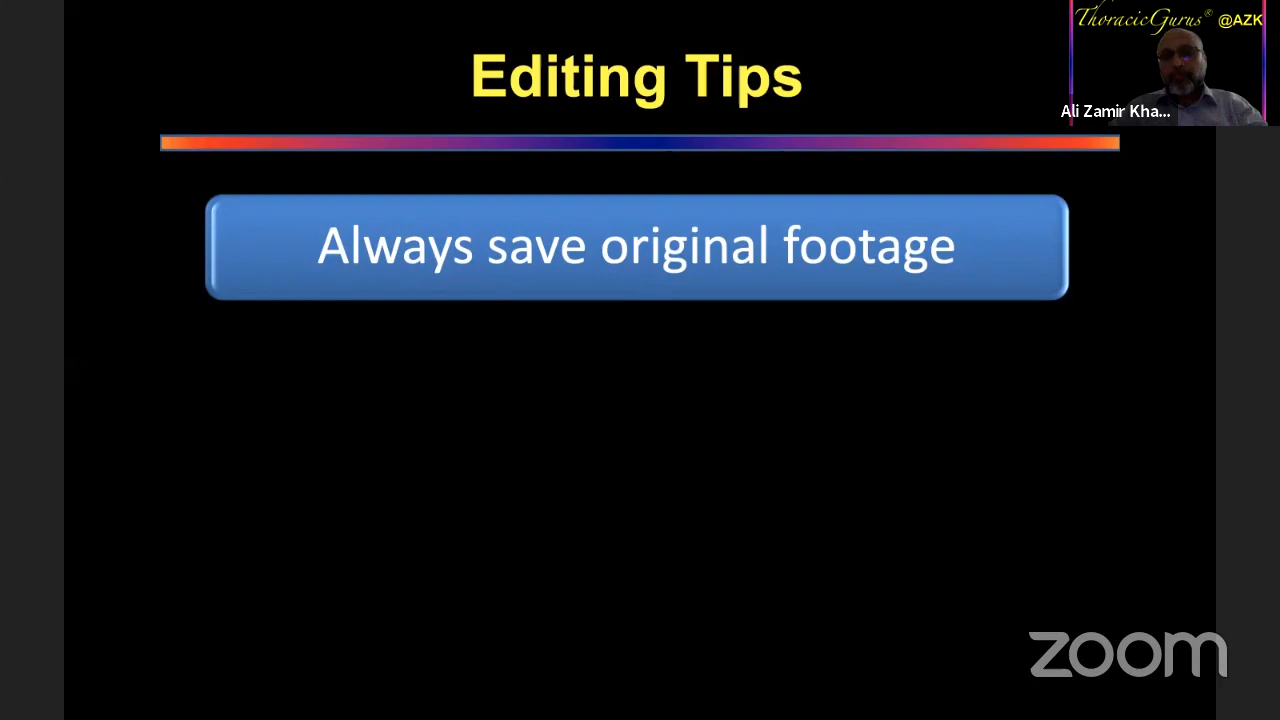 ThoracicGurus® @AZK
Editing Tips
Ali Zamir Kha...
Always save original footage
zoom